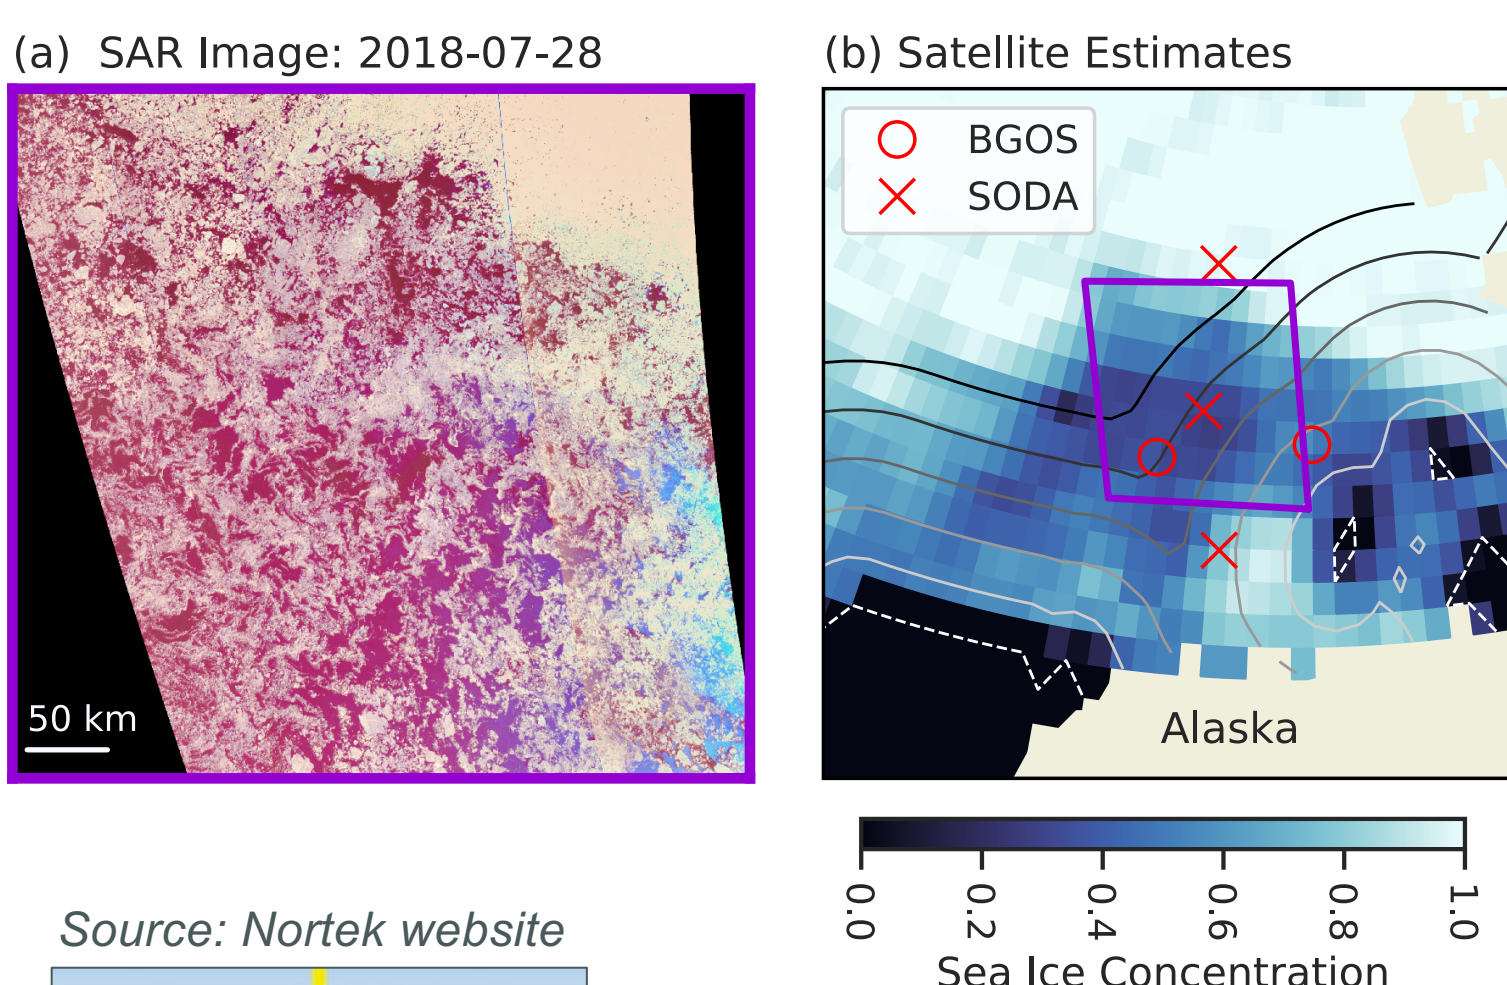 (a) SAR Image: 2018-07-28
50 km
(b) Satellite Estimates
BGOS
SODA
Alaska
0.0 0.2 0.4 0.6 0.8 1.0
Sea Ice Concentration
Source: Nortek website